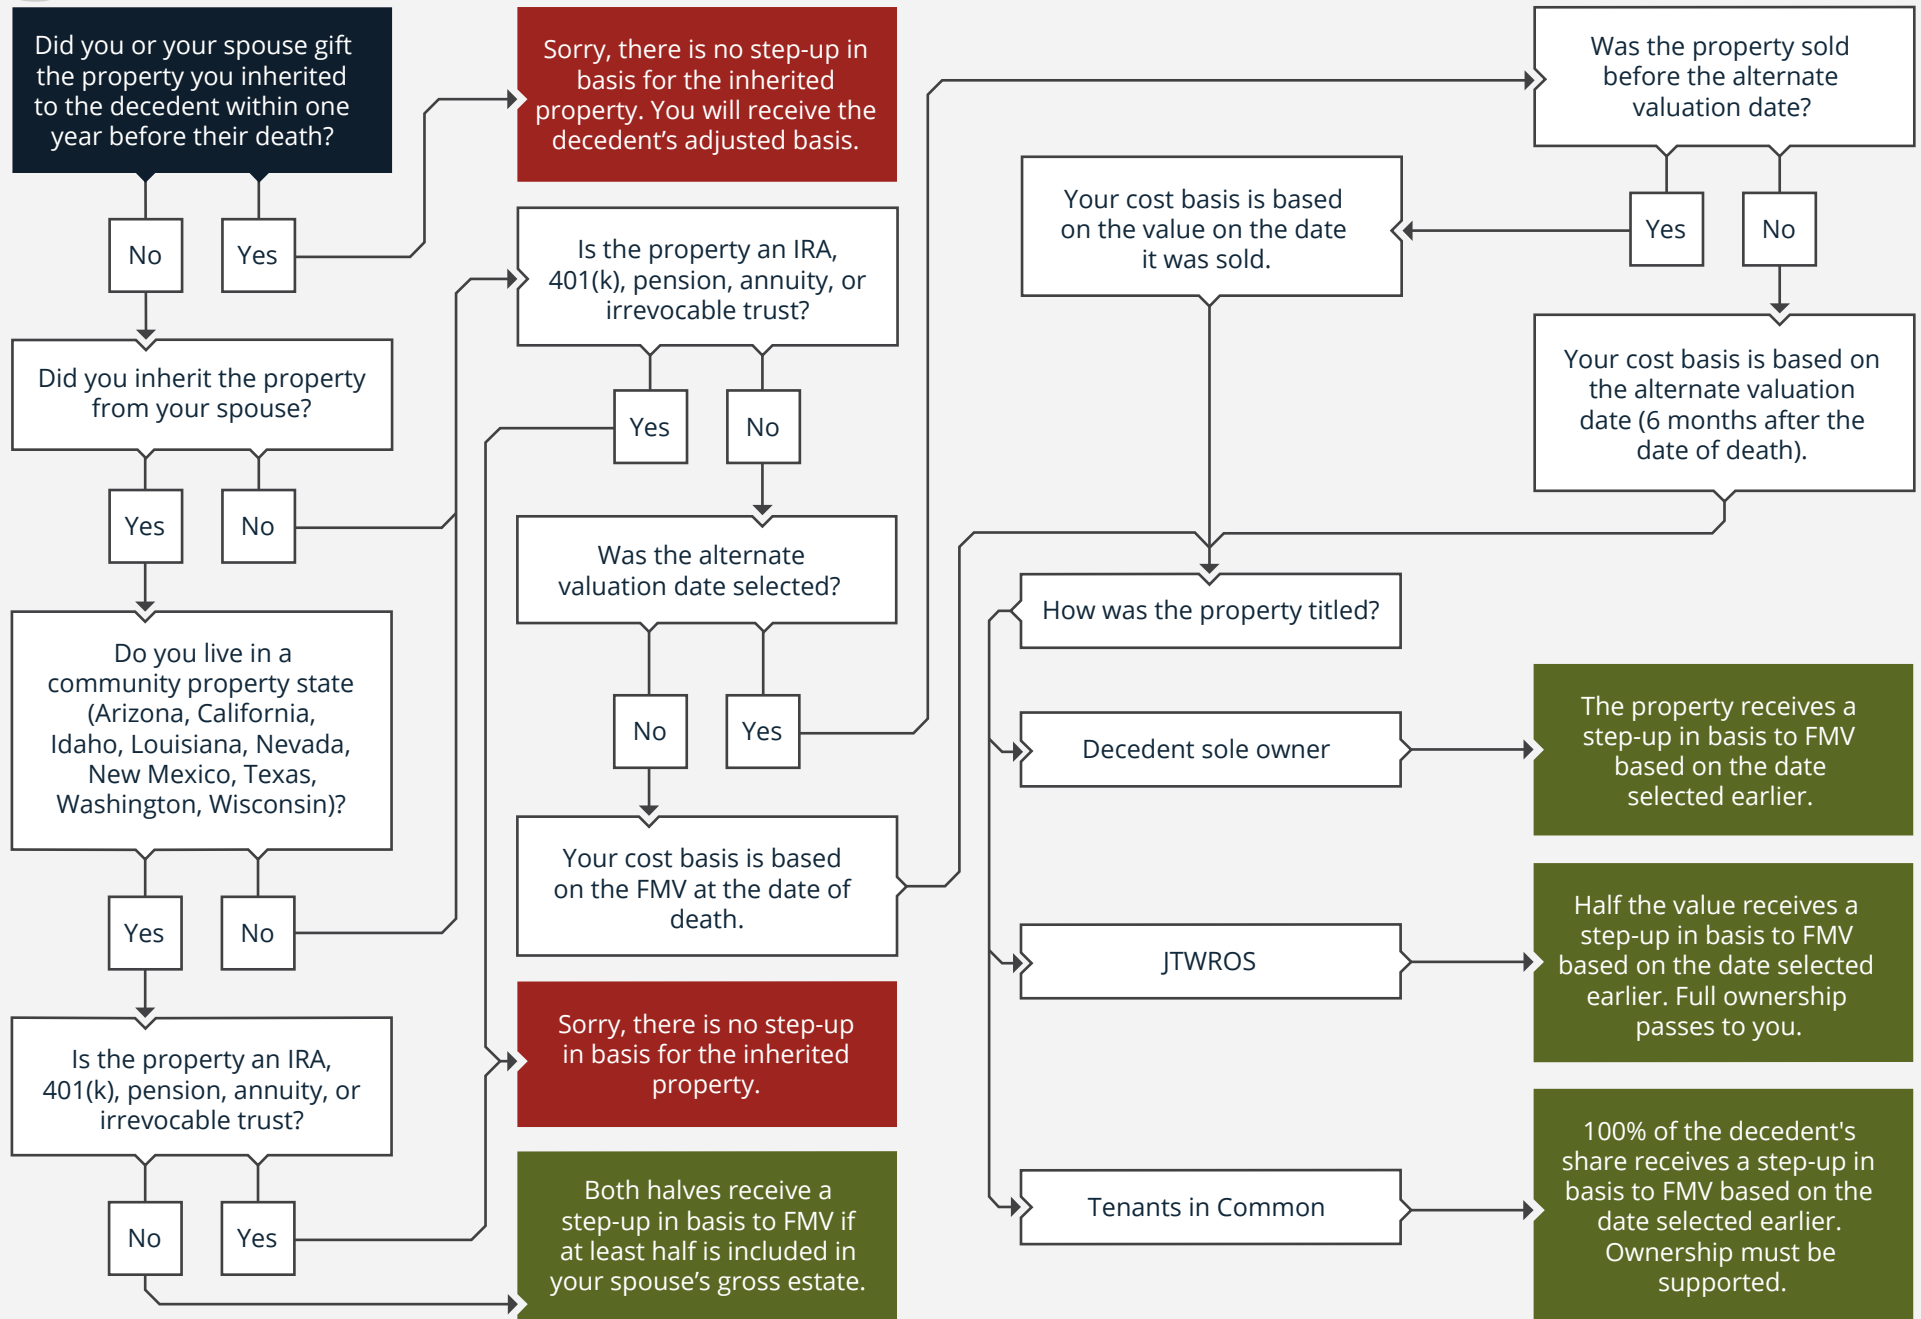 Did you or your spouse gift
the property you inherited
to the decedent within one
year before their death?
No
Yes
Did you inherit the property
from your spouse?
Yes
No
Do you live in a
community property state
(Arizona, California,
Idaho, Louisiana, Nevada,
New Mexico, Texas,
Washington, Wisconsin)?
Yes
No
Is the property an IRA,
401(k), pension, annuity, or
irrevocable trust?
No
Yes
Sorry, there is no step-up in
basis for the inherited
property. You will receive the
decedent’s adjusted basis.
Is the property an IRA,
401(k), pension, annuity, or
irrevocable trust?
Yes
No
Was the alternate
valuation date selected?
No
Yes
Your cost basis is based
on the FMV at the date of
death.
Sorry, there is no step-up
in basis for the inherited
property.
Both halves receive a
step-up in basis to FMV if
at least half is included in
your spouse’s gross estate.
Was the property sold
before the alternate
valuation date?
Yes
No
Your cost basis is based
on the value on the date
it was sold.
Your cost basis is based on
the alternate valuation
date (6 months after the
date of death).
How was the property titled?
Decedent sole owner
The property receives a
step-up in basis to FMV
based on the date
selected earlier.
JTWROS
Half the value receives a
step-up in basis to FMV
based on the date selected
earlier. Full ownership
passes to you.
Tenants in Common
100% of the decedent's
share receives a step-up in
basis to FMV based on the
date selected earlier.
Ownership must be
supported.